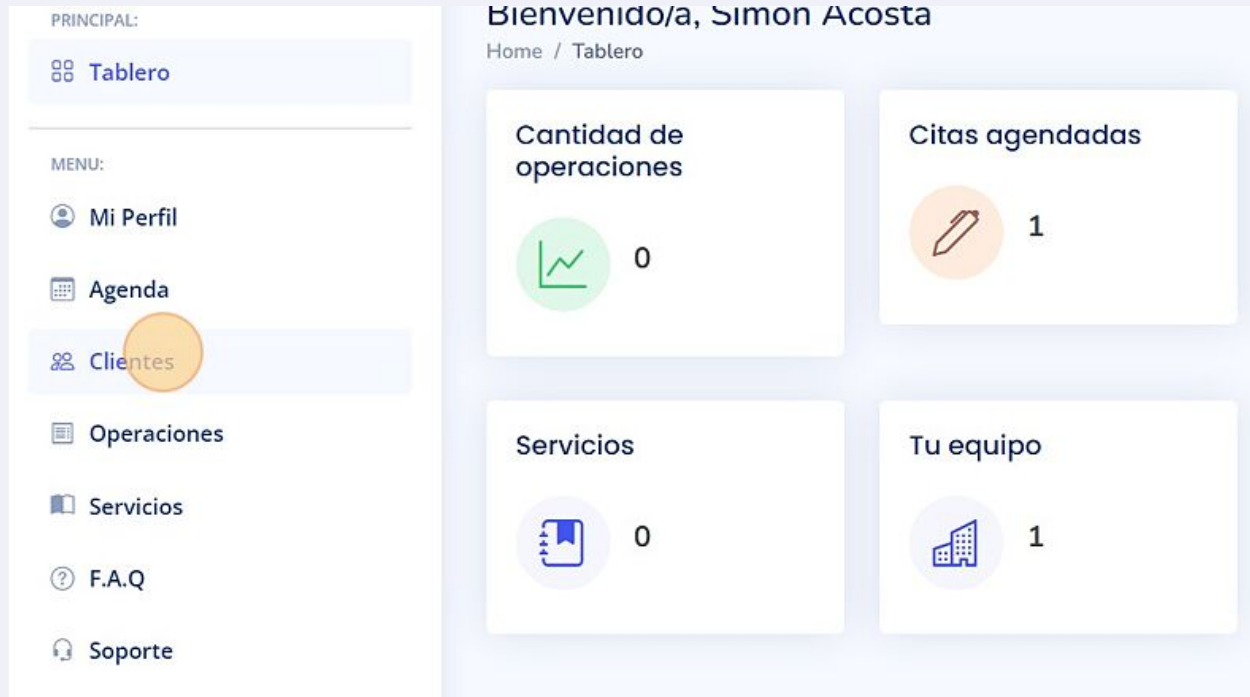 PRINCIPAL:
Tablero
MENU:
Mi Perfil
Agenda
Clientes
Operaciones
Servicios
F.A.Q
Soporte
Bienvenido/a, Simon Acosta
Home / Tablero
Cantidad de
operaciones
0
Citas agendadas
1
Servicios
0
Tu equipo
1